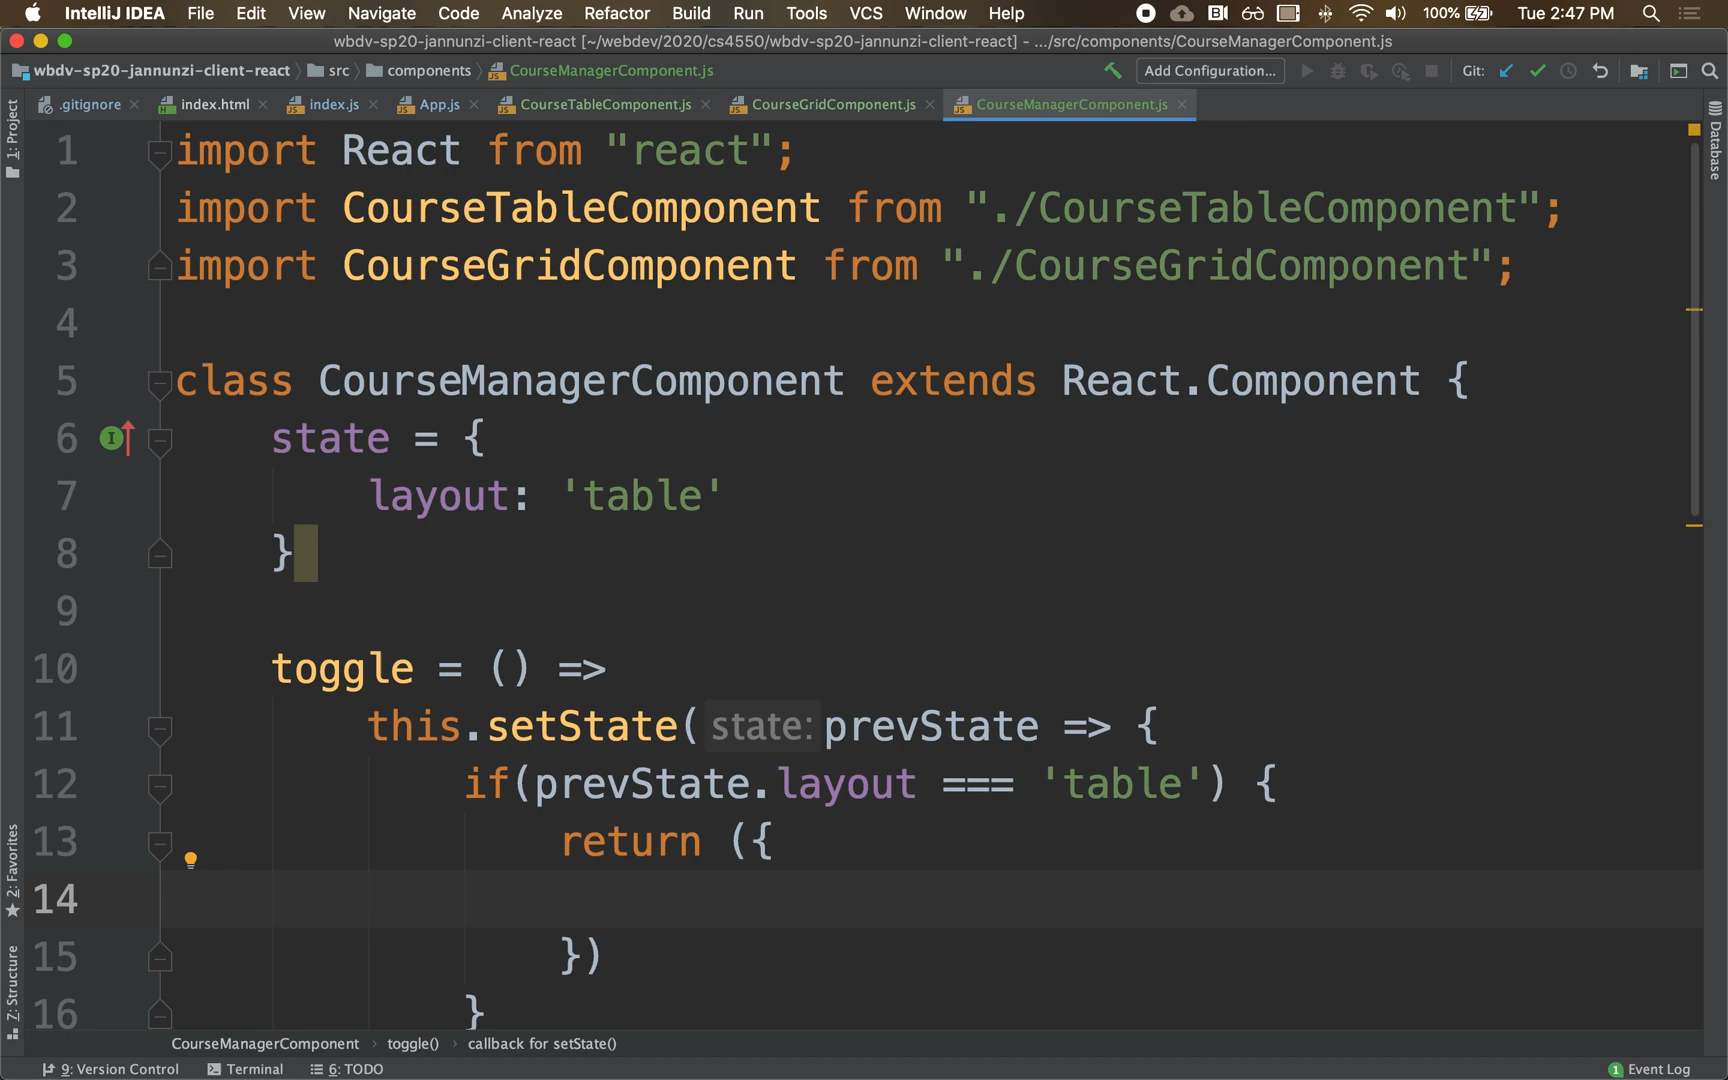 IntelliJ IDEA File Edit View Navigate Code Analyze Refactor Build Run Tools VCS Window Help 100% Tue 2:47 PM
wbdv-sp20-jannunzi-client-react [~/webdev/2020/cs4550/wbdv-sp20-jannunzi-client-react] - .../src/components/CourseManagerComponent.js
wbdv-sp20-jannunzi-client-react src components CourseManagerComponent.js Add Configuration... Git:
.gitignore index.html index.js App.js CourseTableComponent.js CourseGridComponent.js CourseManagerComponent.js
1: Project
Database
1 import React from "react";
2 import CourseTableComponent from "./CourseTableComponent";
3 import CourseGridComponent from "./CourseGridComponent";
4
5 class CourseManagerComponent extends React.Component {
6 state = {
7 layout: 'table'
8 }
9
10 toggle = () =>
11 this.setState( state: prevState => {
12 if(prevState.layout === 'table') {
13 return ({
14
15 })
16 }
2: Favorites
Z: Structure
CourseManagerComponent toggle() callback for setState()
9: Version Control Terminal 6: TODO 1 Event Log